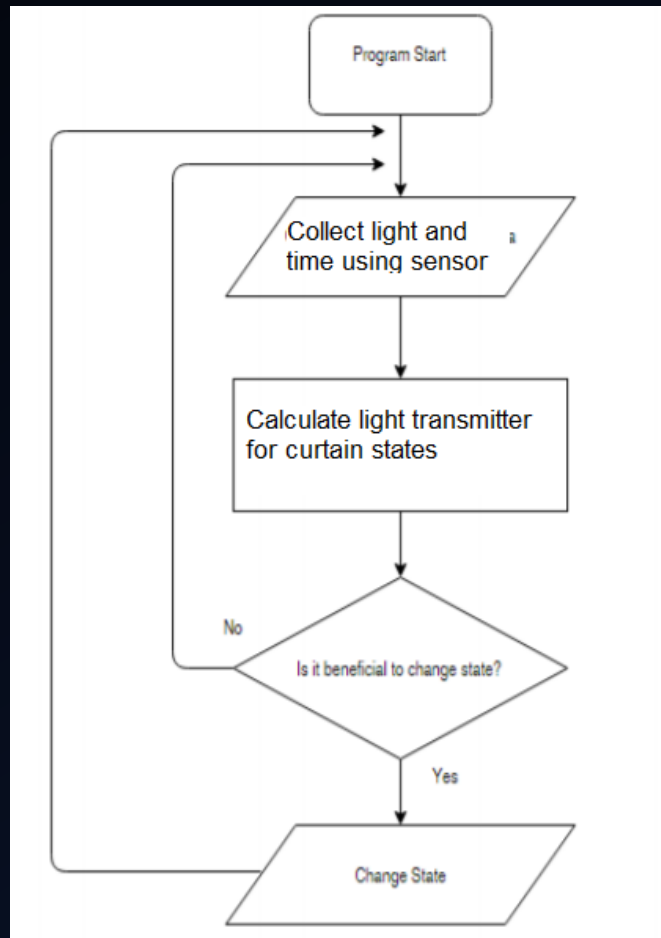 Program Start
Collect light and
time using sensor
a
Calculate light transmitter
for curtain states
No
Is it beneficial to change state?
Yes
Change State